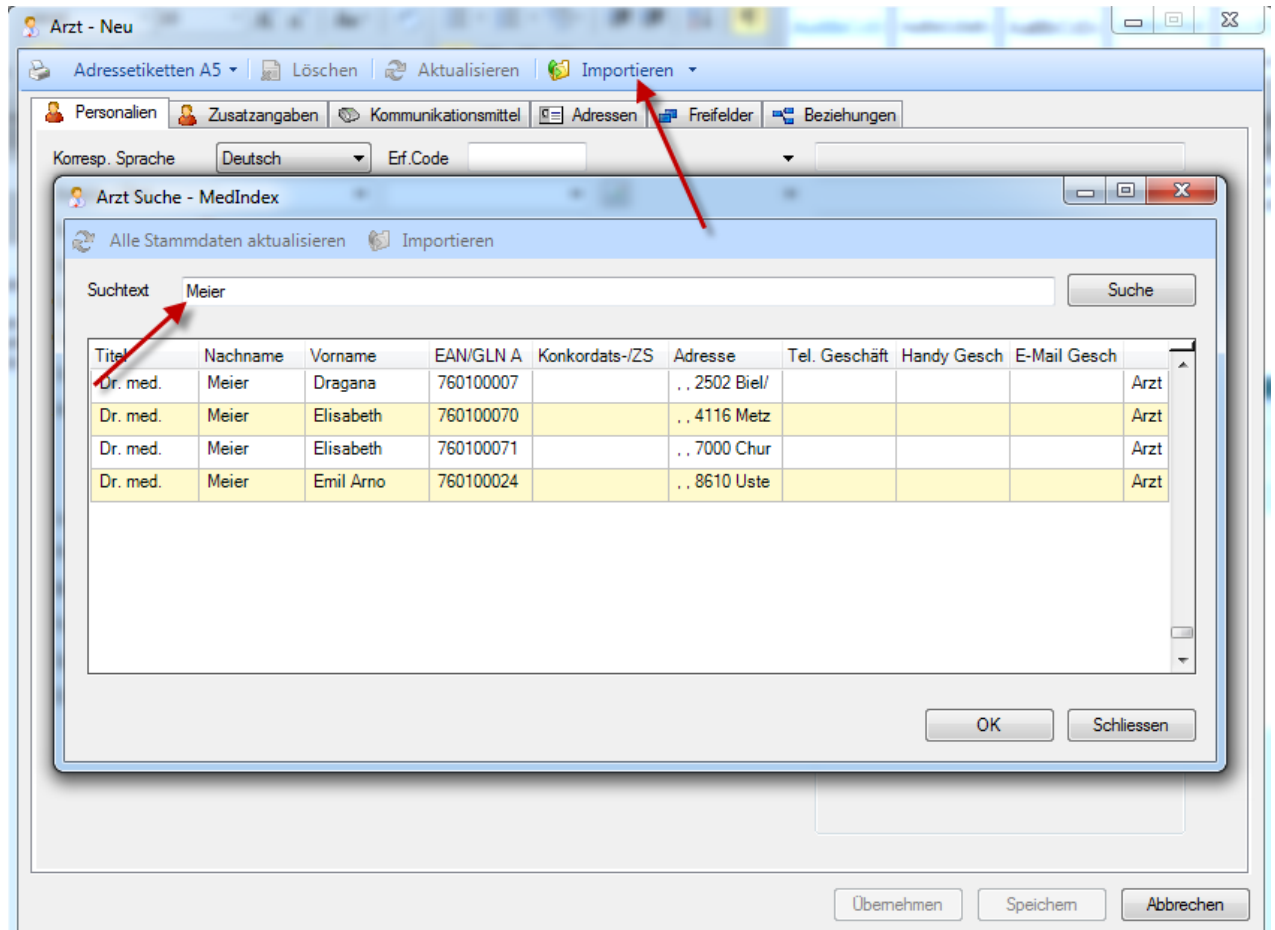 Arzt - Neu
Adressetiketten A5 Löschen Aktualisieren Importieren
Personalien Zusatzangaben Kommunikationsmittel Adressen Freifelder Beziehungen
Korresp. Sprache Deutsch Erf.Code
Arzt Suche - MedIndex
Alle Stammdaten aktualisieren Importieren
Suchtext Meier Suche
Titel Nachname Vorname EAN/GLN A Konkordats-/ZS Adresse Tel. Geschäft Handy Gesch E-Mail Gesch
Dr. med. Meier Dragana 760100007 , , 2502 Biel/ Arzt
Dr. med. Meier Elisabeth 760100070 , , 4116 Metz Arzt
Dr. med. Meier Elisabeth 760100071 , , 7000 Chur Arzt
Dr. med. Meier Emil Arno 760100024 , , 8610 Uste Arzt
OK Schliessen
Übernehmen Speichern Abbrechen